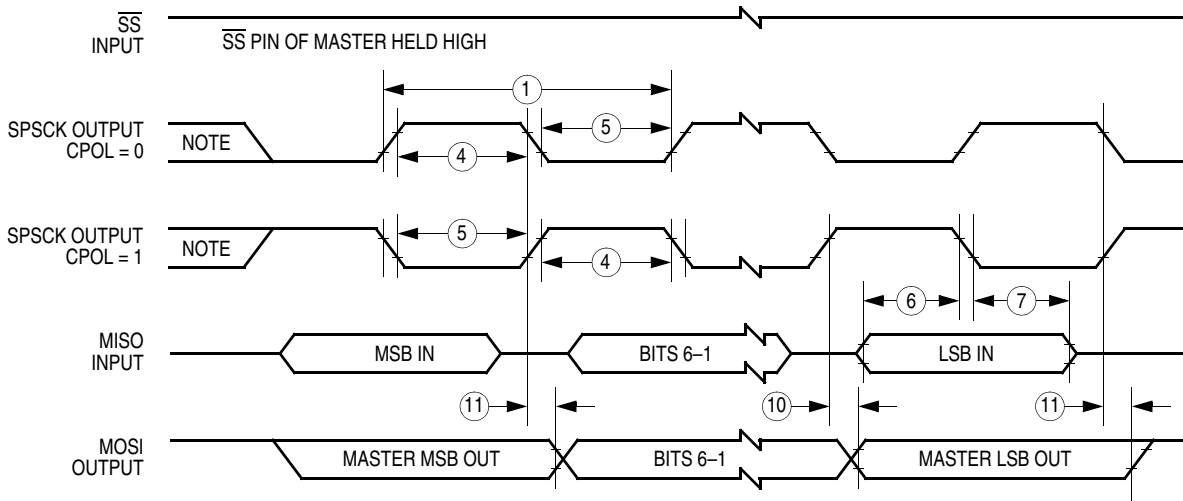 SS
INPUT
SS PIN OF MASTER HELD HIGH
1
SPSCK OUTPUT
CPOL = 0
NOTE
5
4
SPSCK OUTPUT
CPOL = 1
NOTE
5
4
6
7
MISO
INPUT
MSB IN
BITS 6–1
LSB IN
11
10
11
MOSI
OUTPUT
MASTER MSB OUT
BITS 6–1
MASTER LSB OUT